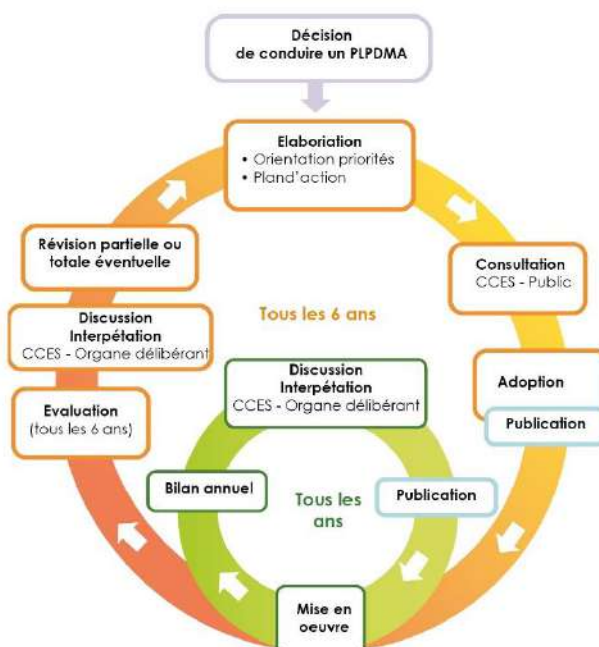 Décision
de conduire un PLPDMA
Elaboriation
• Orientation priorités
• Pland'action
Consultation
CCES - Public
Adoption
Publication
Révision partielle ou
totale éventuelle
Discussion
Interpétation
CCES - Organe délibérant
Evaluation
(tous les 6 ans)
Tous les 6 ans
Discussion
Interpétation
CCES - Organe délibérant
Bilan annuel
Tous les
ans
Publication
Mise en
oeuvre